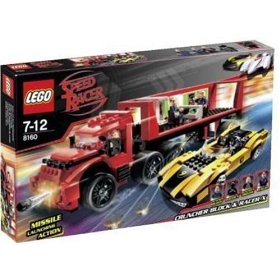 LEGO
SPEED RACER
7-12
8160
MISSILE
LAUNCHING
ACTION
CRUNCHER BLOCK & RACER X